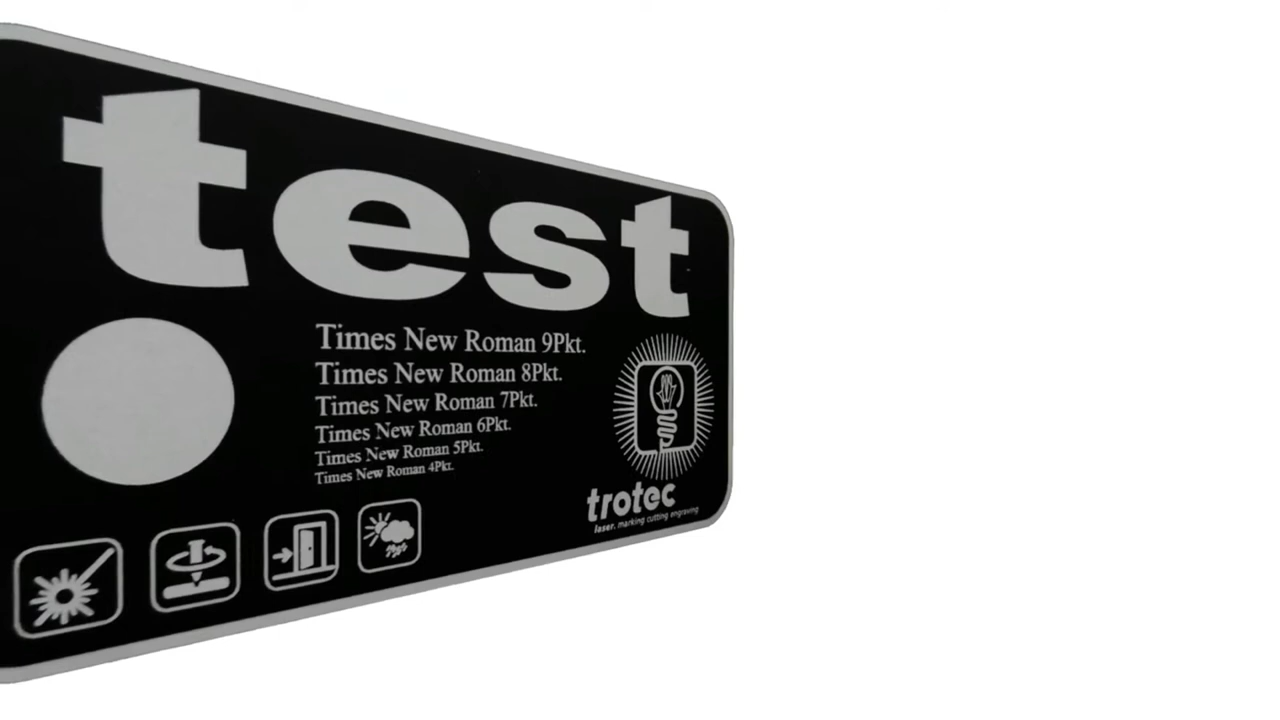 test
Times New Roman 9Pkt.
Times New Roman 8Pkt.
Times New Roman 7Pkt.
Times New Roman 6Pkt.
Times New Roman 5Pkt.
Times New Roman 4Pkt.
trotec
laser. marking cutting engraving